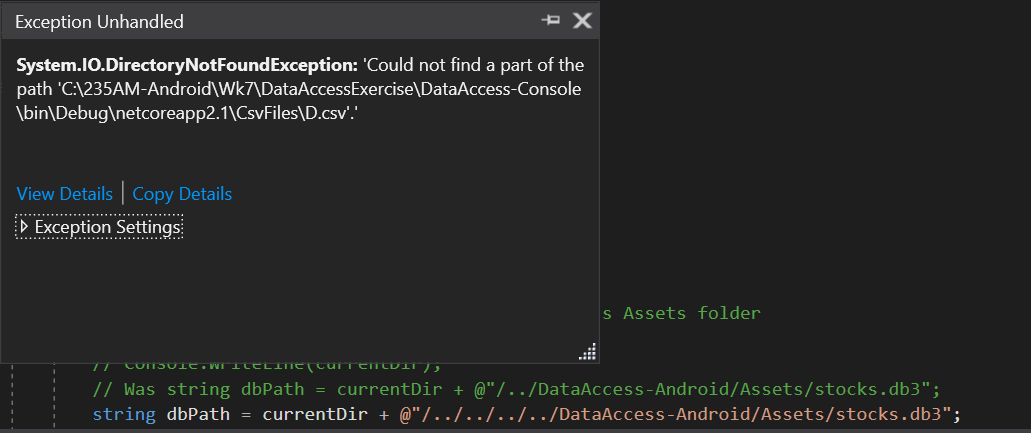 Exception Unhandled
System.IO.DirectoryNotFoundException: 'Could not find a part of the
path 'C:\235AM-Android\Wk7\DataAccessExercise\DataAccess-Console
\bin\Debug\netcoreapp2.1\CsvFiles\D.csv'.'
View Details | Copy Details
Exception Settings
s Assets folder
// Console.WriteLine(currentDir);
// Was string dbPath = currentDir + @"/../DataAccess-Android/Assets/stocks.db3";
string dbPath = currentDir + @"/../../../../DataAccess-Android/Assets/stocks.db3";